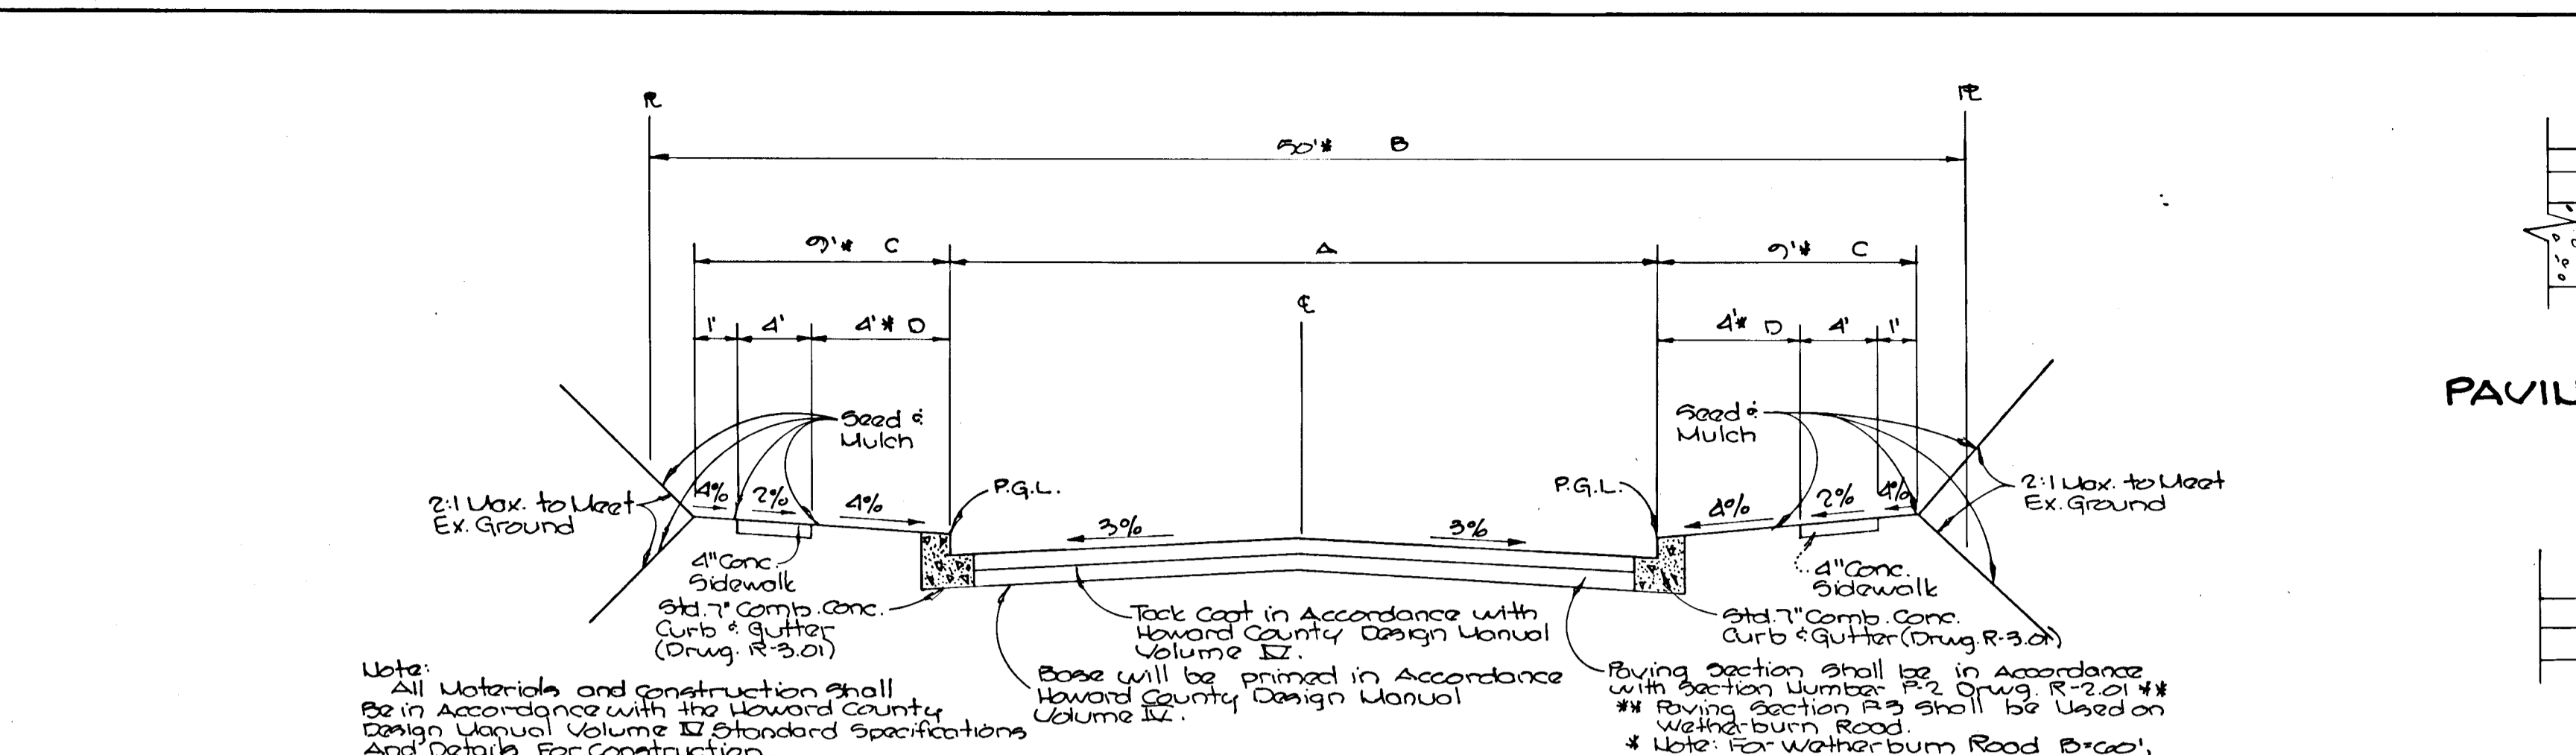 50'* B
9'* C
A
9'* C
1' 4' 4'* D
4'* D 4' 1'
Seed &
Mulch
Seed &
Mulch
2:1 Max. to Meet
Ex. Ground
4% 2% 4%
P.G.L.
3%
3%
P.G.L.
4% 2% 4%
2:1 Max. to Meet
Ex. Ground
4" Conc.
Sidewalk
Std. 7" Comb. Conc.
Curb & Gutter
(Drwg. R-3.01)
Tack Coat in Accordance with
Howard County Design Manual
Volume IV.
Base will be primed in Accordance
Howard County Design Manual
Volume IV.
4" Conc.
Sidewalk
Std. 7" Comb. Conc.
Curb & Gutter (Drwg. R-3.01)
Paving Section Shall be in Accordance
with Section Number P-2 Drwg. R-2.01 **
** Paving Section P-3 Shall be Used on
Wetherburn Road.
* Note: For Wetherburn Road B=60',
Note:
All Materials and Construction Shall
Be in Accordance with the Howard County
Design Manual Volume IV Standard Specifications
And Details For Construction